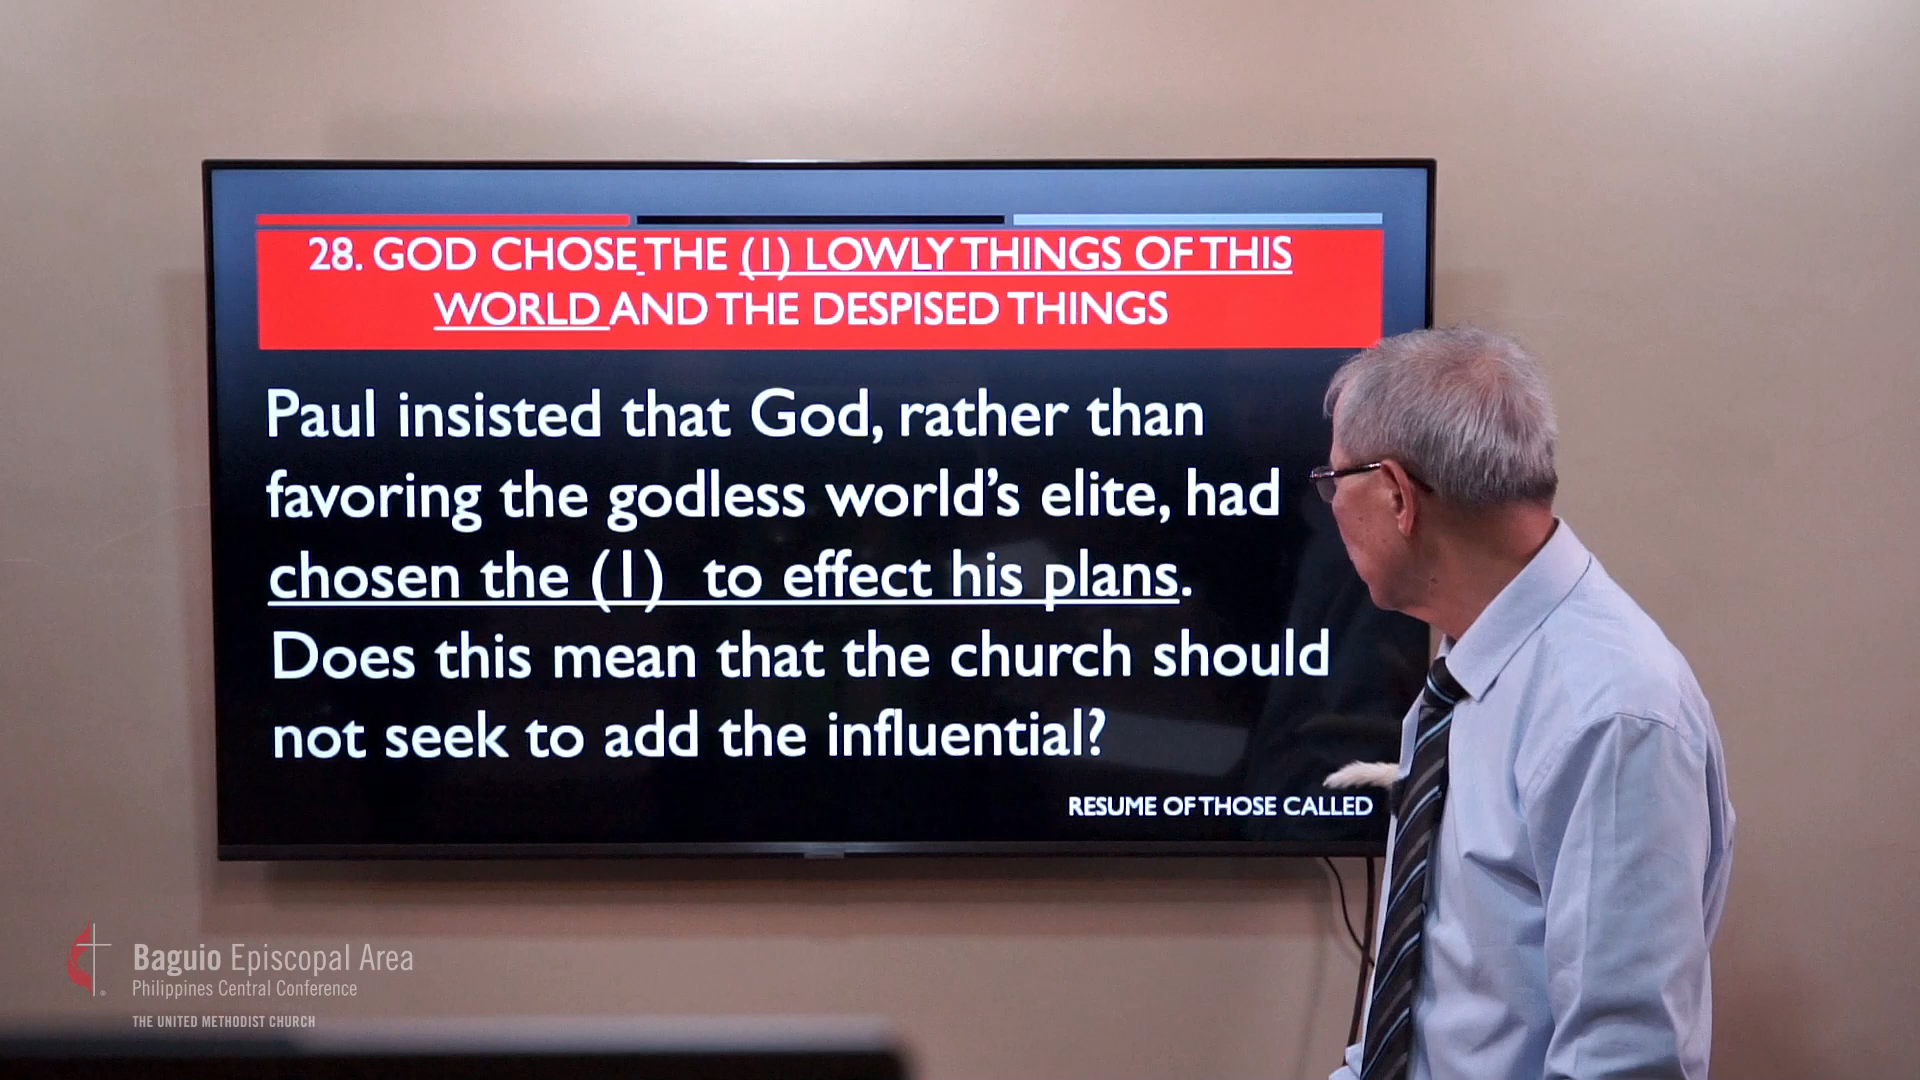 28. GOD CHOSE THE (1) LOWLY THINGS OF THIS
WORLD AND THE DESPISED THINGS
Paul insisted that God, rather than
favoring the godless world's elite, had
chosen the (1) to effect his plans.
Does this mean that the church should
not seek to add the influential?
RESUME OF THOSE CALLED
Baguio Episcopal Area
Philippines Central Conference
THE UNITED METHODIST CHURCH